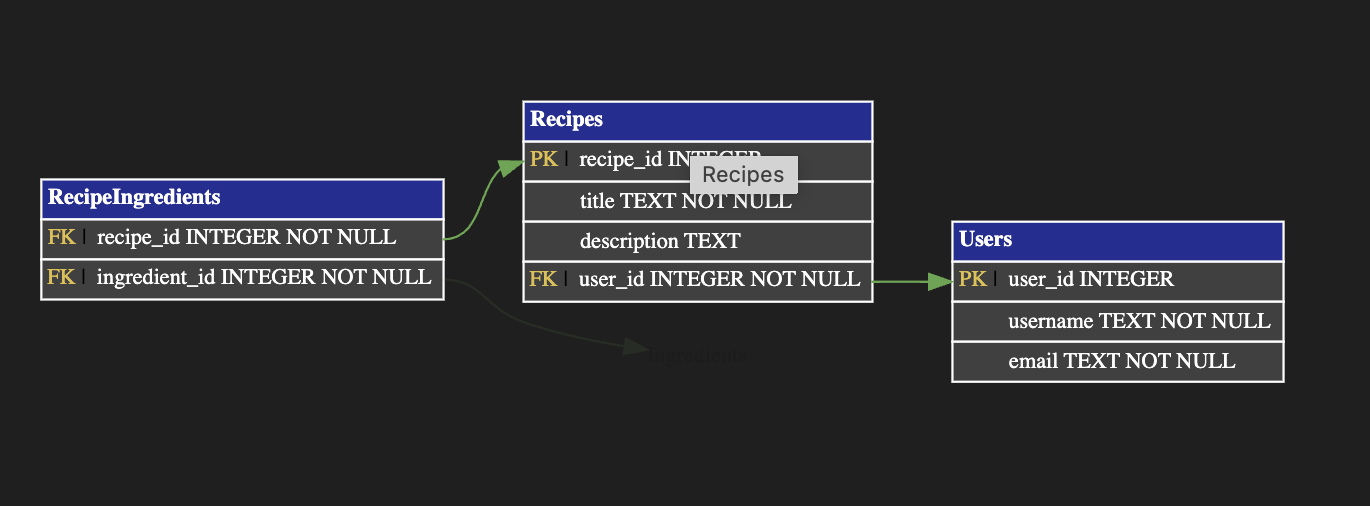 RecipeIngredients
FK | recipe_id INTEGER NOT NULL
FK | ingredient_id INTEGER NOT NULL
Recipes
PK | recipe_id INTEGER
Recipes
title TEXT NOT NULL
description TEXT
FK | user_id INTEGER NOT NULL
Users
PK | user_id INTEGER
username TEXT NOT NULL
email TEXT NOT NULL
Ingredients